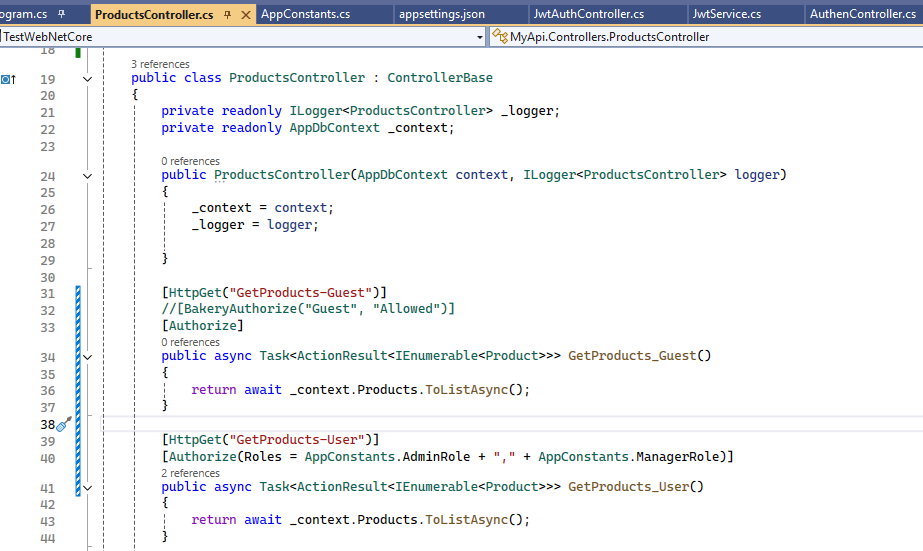 ogram.cs
ProductsController.cs
AppConstants.cs
appsettings.json
JwtAuthController.cs
JwtService.cs
AuthenController.cs
TestWebNetCore
MyApi.Controllers.ProductsController
18
3 references
19 public class ProductsController : ControllerBase
20 {
21 private readonly ILogger<ProductsController> _logger;
22 private readonly AppDbContext _context;
23
0 references
24 public ProductsController(AppDbContext context, ILogger<ProductsController> logger)
25 {
26 _context = context;
27 _logger = logger;
28
29 }
30
31 [HttpGet("GetProducts-Guest")]
32 //[BakeryAuthorize("Guest", "Allowed")]
33 [Authorize]
0 references
34 public async Task<ActionResult<IEnumerable<Product>>> GetProducts_Guest()
35 {
36 return await _context.Products.ToListAsync();
37 }
38
39 [HttpGet("GetProducts-User")]
40 [Authorize(Roles = AppConstants.AdminRole + "," + AppConstants.ManagerRole)]
2 references
41 public async Task<ActionResult<IEnumerable<Product>>> GetProducts_User()
42 {
43 return await _context.Products.ToListAsync();
44 }